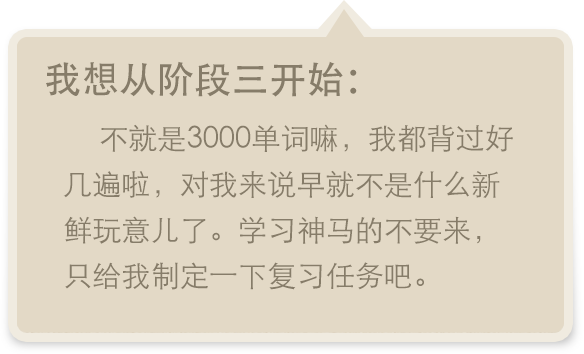 我想从阶段三开始：
不就是3000单词嘛，我都背过好
几遍啦，对我来说早就不是什么新
鲜玩意儿了。学习神马的不要来，
只给我制定一下复习任务吧。